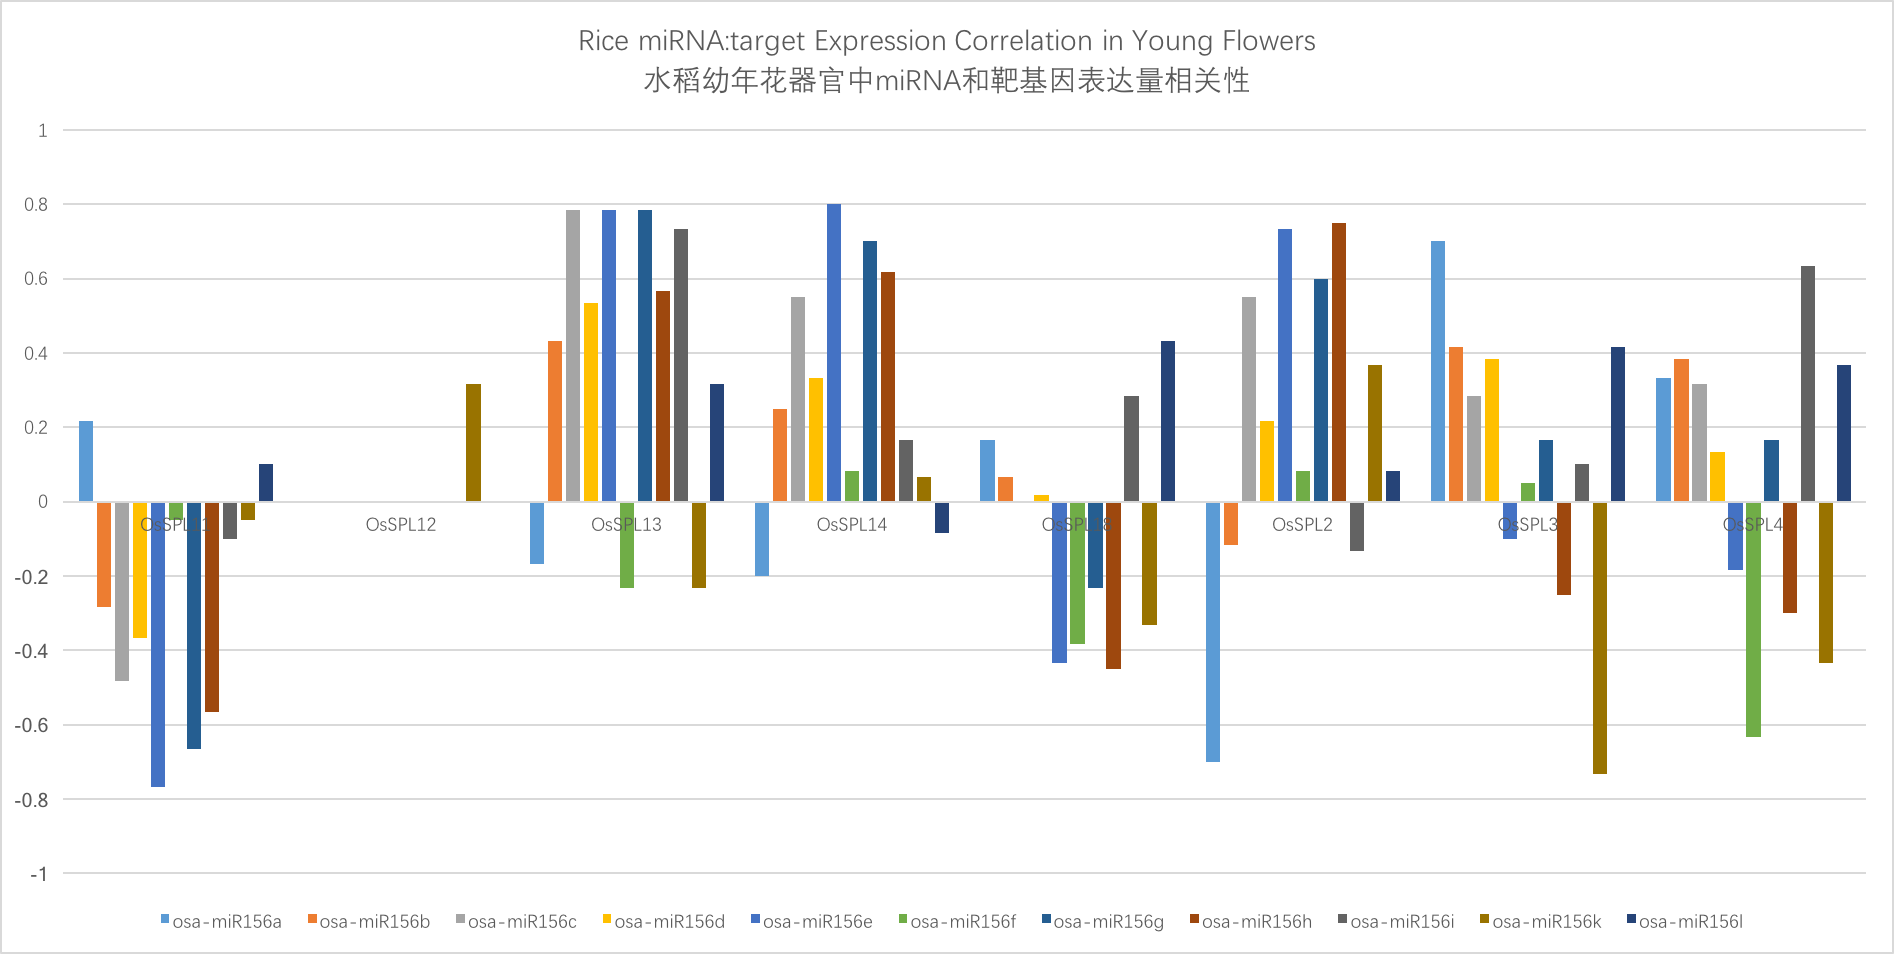 Rice miRNA:target Expression Correlation in Young Flowers
水稻幼年花器官中miRNA和靶基因表达量相关性
1
0.8
0.6
0.4
0.2
0
-0.2
-0.4
-0.6
-0.8
-1
OsSPL11 OsSPL12 OsSPL13 OsSPL14 OsSPL18 OsSPL2 OsSPL3 OsSPL4
osa-miR156a osa-miR156b osa-miR156c osa-miR156d osa-miR156e osa-miR156f osa-miR156g osa-miR156h osa-miR156i osa-miR156k osa-miR156l